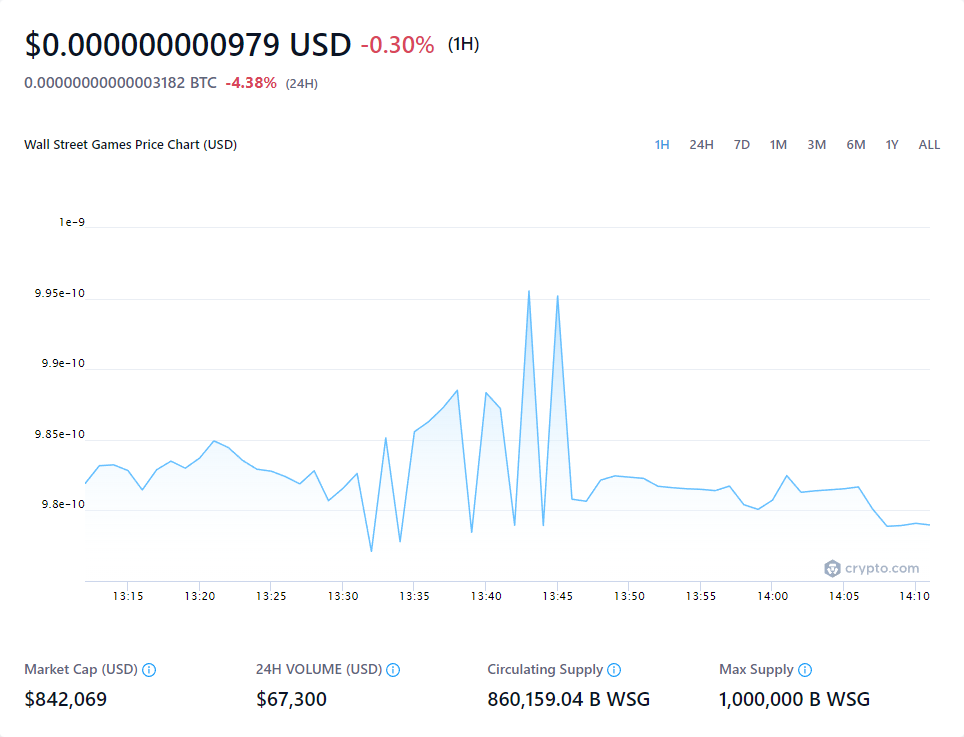 $0.000000000979 USD -0.30% (1H)
0.00000000000003182 BTC -4.38% (24H)
Wall Street Games Price Chart (USD) 1H 24H 7D 1M 3M 6M 1Y ALL
1e-9
9.95e-10
9.9e-10
9.85e-10
9.8e-10
crypto.com
13:15 13:20 13:25 13:30 13:35 13:40 13:45 13:50 13:55 14:00 14:05 14:10
Market Cap (USD) 24H VOLUME (USD) Circulating Supply Max Supply
$842,069 $67,300 860,159.04 B WSG 1,000,000 B WSG